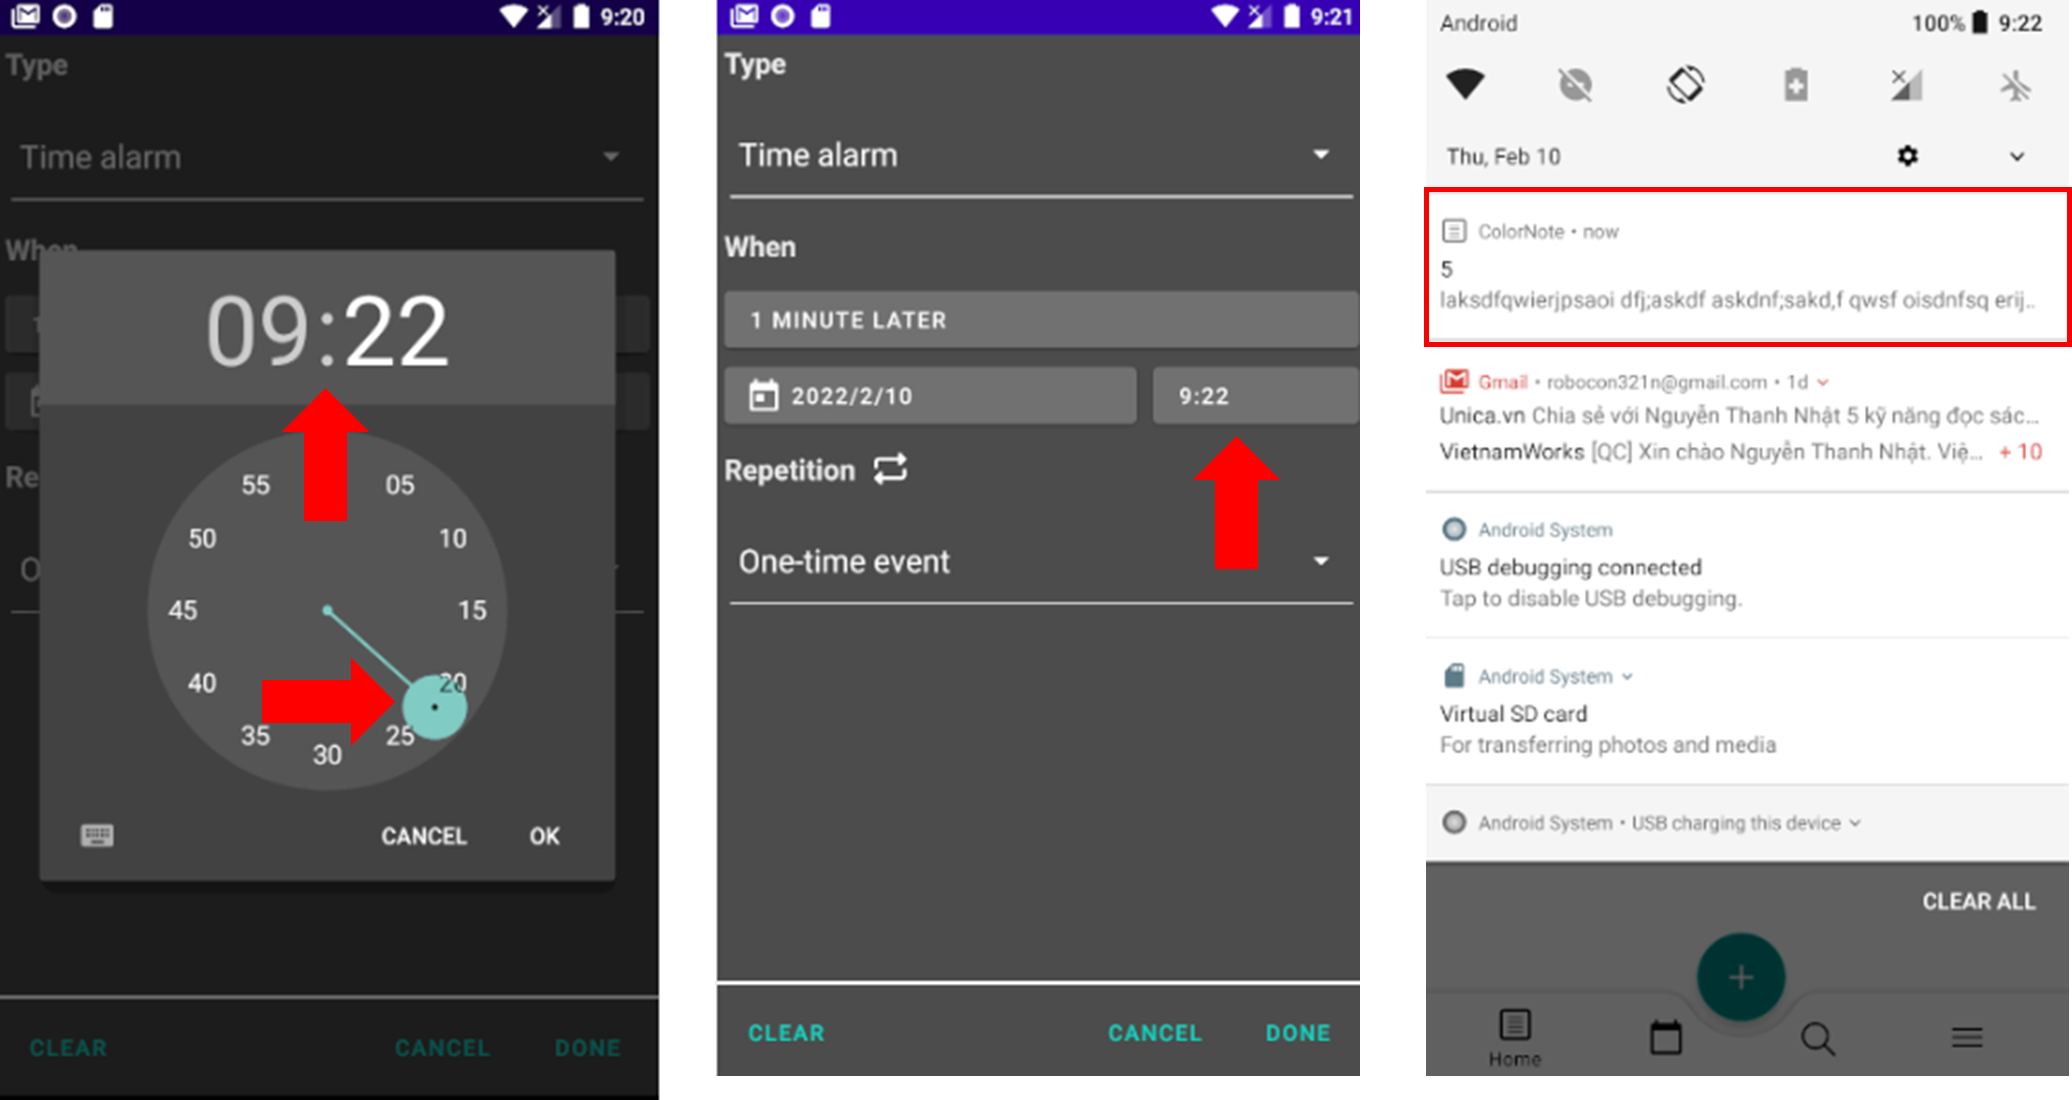 9:20
Type
Time alarm
When
09:22
55 05
50 10
45 15
40 20
35 25
30
Re
O
CANCEL OK
CLEAR CANCEL DONE
9:21
Type
Time alarm
When
1 MINUTE LATER
2022/2/10 9:22
Repetition
One-time event
CLEAR CANCEL DONE
Android 100% 9:22
Thu, Feb 10
ColorNote • now
5
laksdfqwierjpsaoi dfj;askdf askdnf;sakd,f qwsf oisdnfsq erij..
Gmail • robocon321n@gmail.com • 1d
Unica.vn Chia sẻ với Nguyễn Thanh Nhật 5 kỹ năng đọc sác...
VietnamWorks [QC] Xin chào Nguyễn Thanh Nhật. Việ... + 10
Android System
USB debugging connected
Tap to disable USB debugging.
Android System
Virtual SD card
For transferring photos and media
Android System • USB charging this device
CLEAR ALL
Home